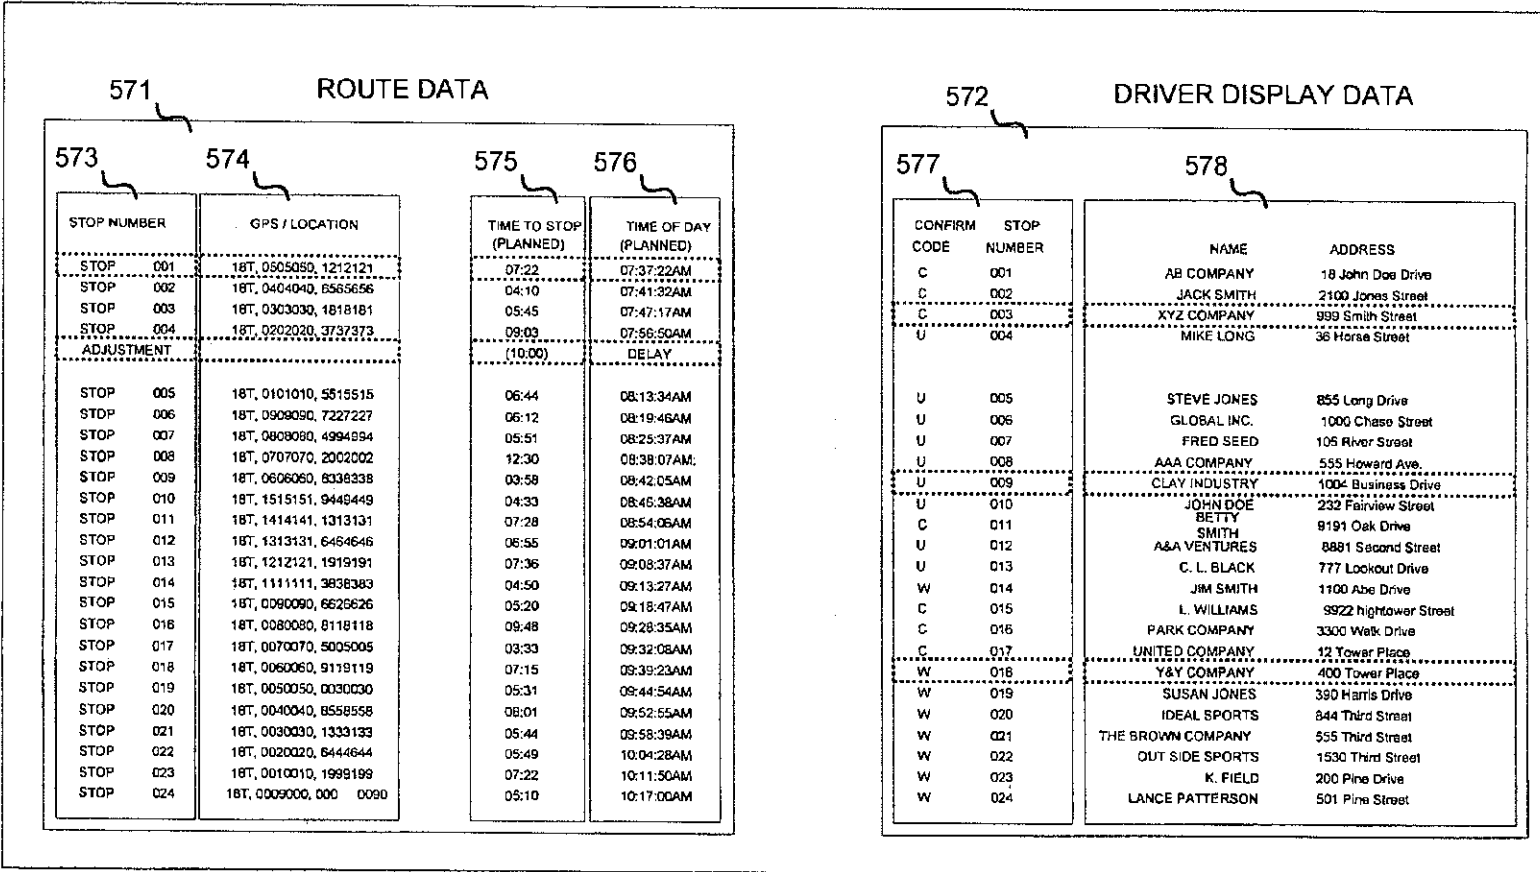 571 ROUTE DATA
573 574 575 576
STOP NUMBER GPS / LOCATION TIME TO STOP (PLANNED) TIME OF DAY (PLANNED)
STOP 001 18T, 0505050, 1212121 07:22 07:37:22AM
STOP 002 18T, 0404040, 6565656 04:10 07:41:32AM
STOP 003 18T, 0303030, 1818181 05:45 07:47:17AM
STOP 004 18T, 0202020, 3737373 09:03 07:56:50AM
ADJUSTMENT (10:00) DELAY
STOP 005 18T, 0101010, 5515515 06:44 08:13:34AM
STOP 006 18T, 0909090, 7227227 06:12 08:19:46AM
STOP 007 18T, 0808080, 4994994 05:51 08:25:37AM
STOP 008 18T, 0707070, 2002002 12:30 08:38:07AM:
STOP 009 18T, 0606060, 8338338 03:58 08:42:05AM
STOP 010 18T, 1515151, 9449449 04:33 08:46:38AM
STOP 011 18T, 1414141, 1313131 07:28 08:54:06AM
STOP 012 18T, 1313131, 6464646 06:55 09:01:01AM
STOP 013 18T, 1212121, 1919191 07:36 09:08:37AM
STOP 014 18T, 1111111, 3838383 04:50 09:13:27AM
STOP 015 18T, 0090090, 6626626 05:20 09:18:47AM
STOP 016 18T, 0080080, 8118118 09:48 09:28:35AM
STOP 017 18T, 0070070, 5005005 03:33 09:32:08AM
STOP 018 18T, 0060060, 9119119 07:15 09:39:23AM
STOP 019 18T, 0050050, 0030030 05:31 09:44:54AM
STOP 020 18T, 0040040, 8558558 08:01 09:52:55AM
STOP 021 18T, 0030030, 1333133 05:44 09:58:39AM
STOP 022 18T, 0020020, 6444644 05:49 10:04:28AM
STOP 023 18T, 0010010, 1999199 07:22 10:11:50AM
STOP 024 18T, 0009000, 000 0090 05:10 10:17:00AM
572 DRIVER DISPLAY DATA
577 578
CONFIRM CODE STOP NUMBER NAME ADDRESS
C 001 AB COMPANY 18 John Doe Drive
C 002 JACK SMITH 2100 Jones Street
C 003 XYZ COMPANY 999 Smith Street
U 004 MIKE LONG 36 Horse Street
U 005 STEVE JONES 855 Long Drive
U 006 GLOBAL INC. 1000 Chase Street
U 007 FRED SEED 105 River Street
U 008 AAA COMPANY 555 Howard Ave.
U 009 CLAY INDUSTRY 1004 Business Drive
U 010 JOHN DOE 232 Fairview Street
C 011 BETTY SMITH 9191 Oak Drive
U 012 A&A VENTURES 8881 Second Street
U 013 C. L. BLACK 777 Lookout Drive
W 014 JIM SMITH 1100 Abe Drive
C 015 L. WILLIAMS 9922 hightower Street
C 016 PARK COMPANY 3300 Walk Drive
C 017 UNITED COMPANY 12 Tower Place
W 018 Y&Y COMPANY 400 Tower Place
W 019 SUSAN JONES 390 Harris Drive
W 020 IDEAL SPORTS 844 Third Street
W 021 THE BROWN COMPANY 555 Third Street
W 022 OUT SIDE SPORTS 1530 Third Street
W 023 K. FIELD 200 Pine Drive
W 024 LANCE PATTERSON 501 Pine Street